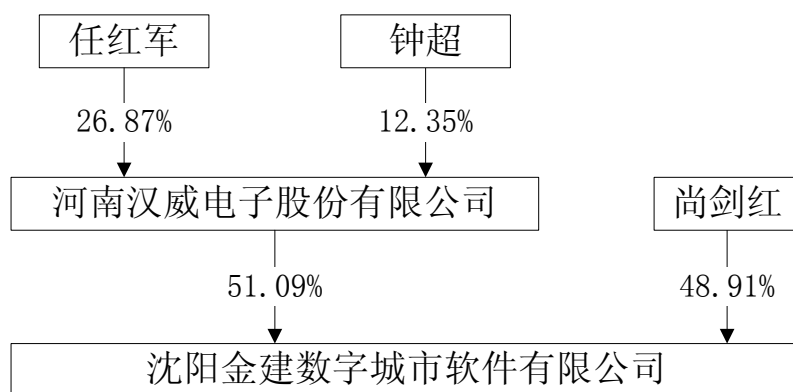 任红军
钟超
26.87%
12.35%
河南汉威电子股份有限公司
尚剑红
51.09%
48.91%
沈阳金建数字城市软件有限公司